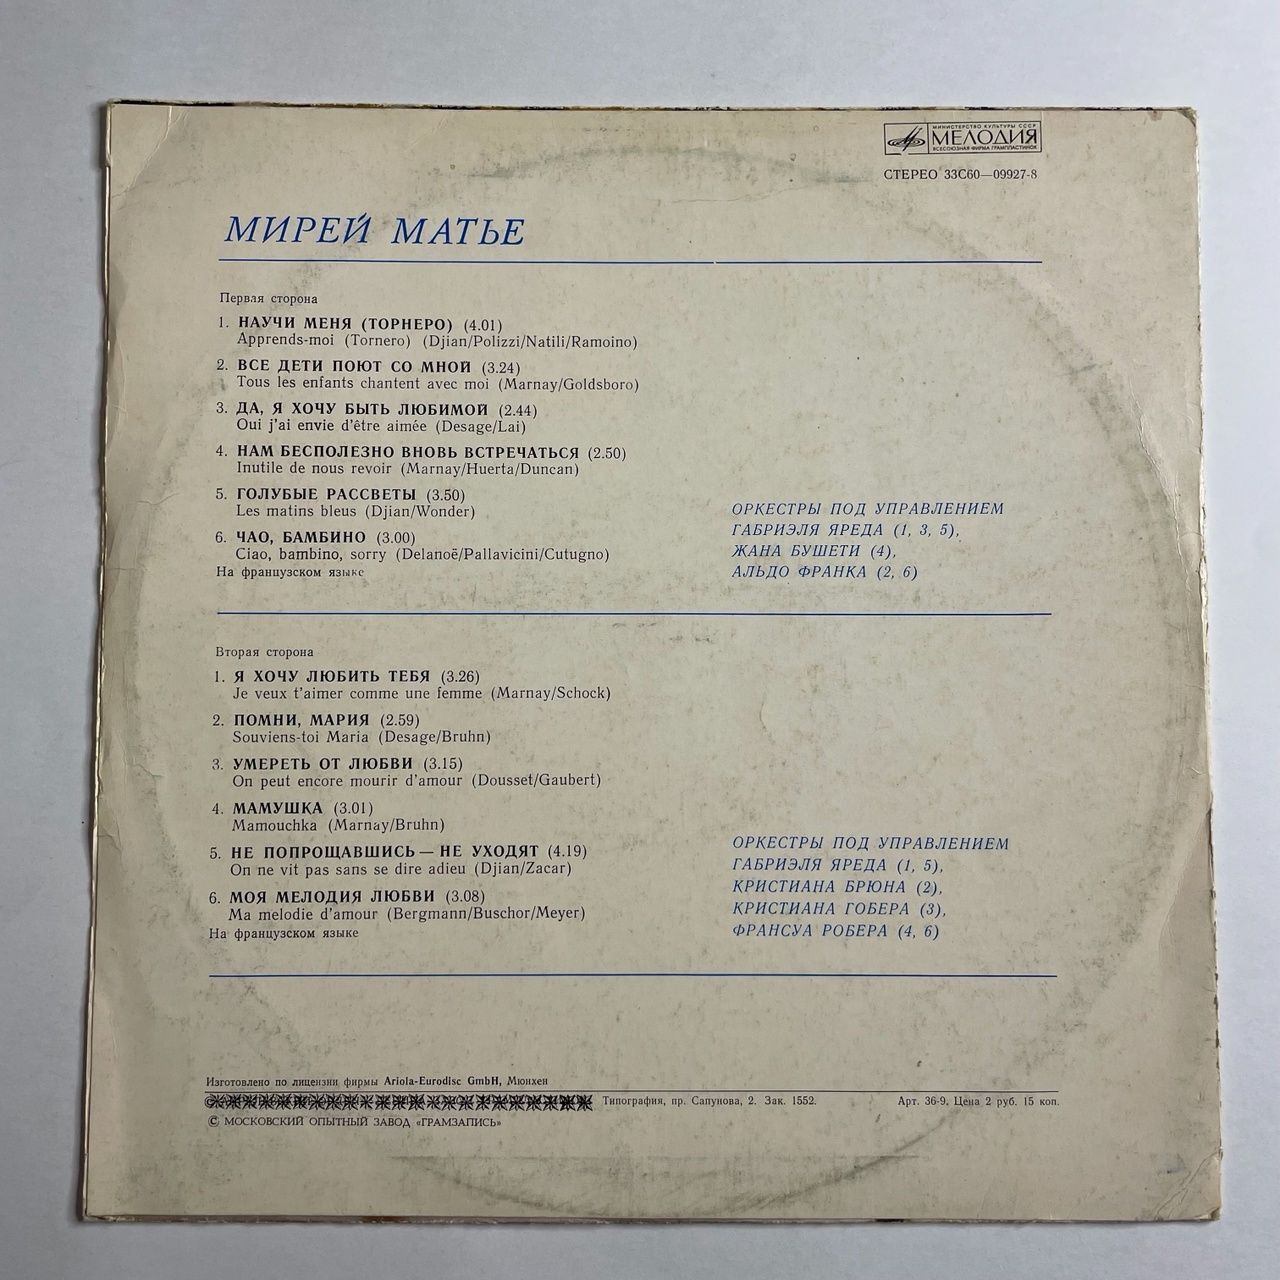 МИНИСТЕРСТВО КУЛЬТУРЫ СССР
МЕЛОДИЯ
ВСЕСОЮЗНАЯ ФИРМА ГРАМПЛАСТИНОК
СТЕРЕО 33С60—09927-8
МИРЕЙ МАТЬЕ
Первая сторона
1. НАУЧИ МЕНЯ (ТОРНЕРО) (4.01)
Apprends-moi (Tornero) (Djian/Polizzi/Natili/Ramoino)
2. ВСЕ ДЕТИ ПОЮТ СО МНОЙ (3.24)
Tous les enfants chantent avec moi (Marnay/Goldsboro)
3. ДА, Я ХОЧУ БЫТЬ ЛЮБИМОЙ (2.44)
Oui j'ai envie d'être aimée (Desage/Lai)
4. НАМ БЕСПОЛЕЗНО ВНОВЬ ВСТРЕЧАТЬСЯ (2.50)
Inutile de nous revoir (Marnay/Huerta/Duncan)
5. ГОЛУБЫЕ РАССВЕТЫ (3.50)
Les matins bleus (Djian/Wonder)
6. ЧАО, БАМБИНО (3.00)
Ciao, bambino, sorry (Delanoë/Pallavicini/Cutugno)
На французском языке
ОРКЕСТРЫ ПОД УПРАВЛЕНИЕМ
ГАБРИЭЛЯ ЯРЕДА (1, 3, 5),
ЖАНА БУШЕТИ (4),
АЛЬДО ФРАНКА (2, 6)
Вторая сторона
1. Я ХОЧУ ЛЮБИТЬ ТЕБЯ (3.26)
Je veux t'aimer comme une femme (Marnay/Schock)
2. ПОМНИ, МАРИЯ (2.59)
Souviens-toi Maria (Desage/Bruhn)
3. УМЕРЕТЬ ОТ ЛЮБВИ (3.15)
On peut encore mourir d'amour (Dousset/Gaubert)
4. МАМУШКА (3.01)
Mamouchka (Marnay/Bruhn)
5. НЕ ПОПРОЩАВШИСЬ — НЕ УХОДЯТ (4.19)
On ne vit pas sans se dire adieu (Djian/Zacar)
6. МОЯ МЕЛОДИЯ ЛЮБВИ (3.08)
Ma melodie d'amour (Bergmann/Buschor/Meyer)
На французском языке
ОРКЕСТРЫ ПОД УПРАВЛЕНИЕМ
ГАБРИЭЛЯ ЯРЕДА (1, 5),
КРИСТИАНА БРЮНА (2),
КРИСТИАНА ГОБЕРА (3),
ФРАНСУА РОБЕРА (4, 6)
Изготовлено по лицензии фирмы Ariola-Eurodisc GmbH, Мюнхен
© Типография, пр. Сапунова, 2. Зак. 1552. Арт. 36-9. Цена 2 руб. 15 коп.
© МОСКОВСКИЙ ОПЫТНЫЙ ЗАВОД «ГРАМЗАПИСЬ»